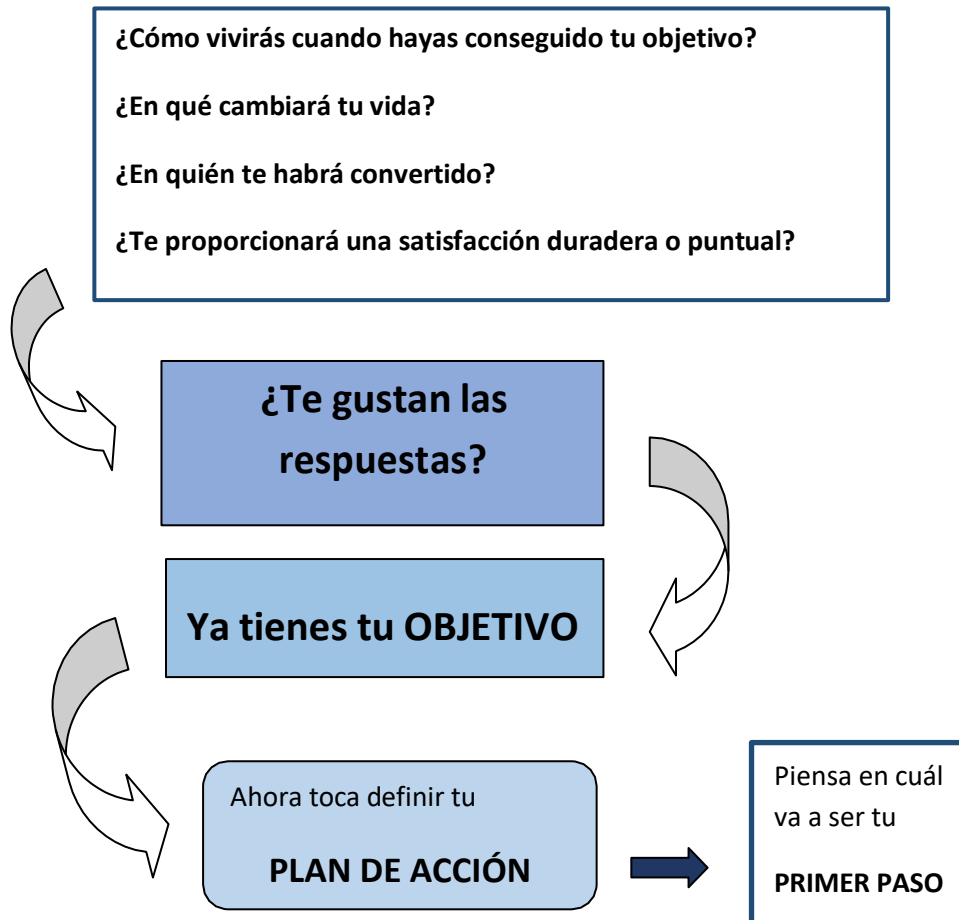 ¿Cómo vivirás cuando hayas conseguido tu objetivo?
¿En qué cambiará tu vida?
¿En quién te habrá convertido?
¿Te proporcionará una satisfacción duradera o puntual?
¿Te gustan las
respuestas?
Ya tienes tu OBJETIVO
Ahora toca definir tu
PLAN DE ACCIÓN
Piensa en cuál
va a ser tu
PRIMER PASO